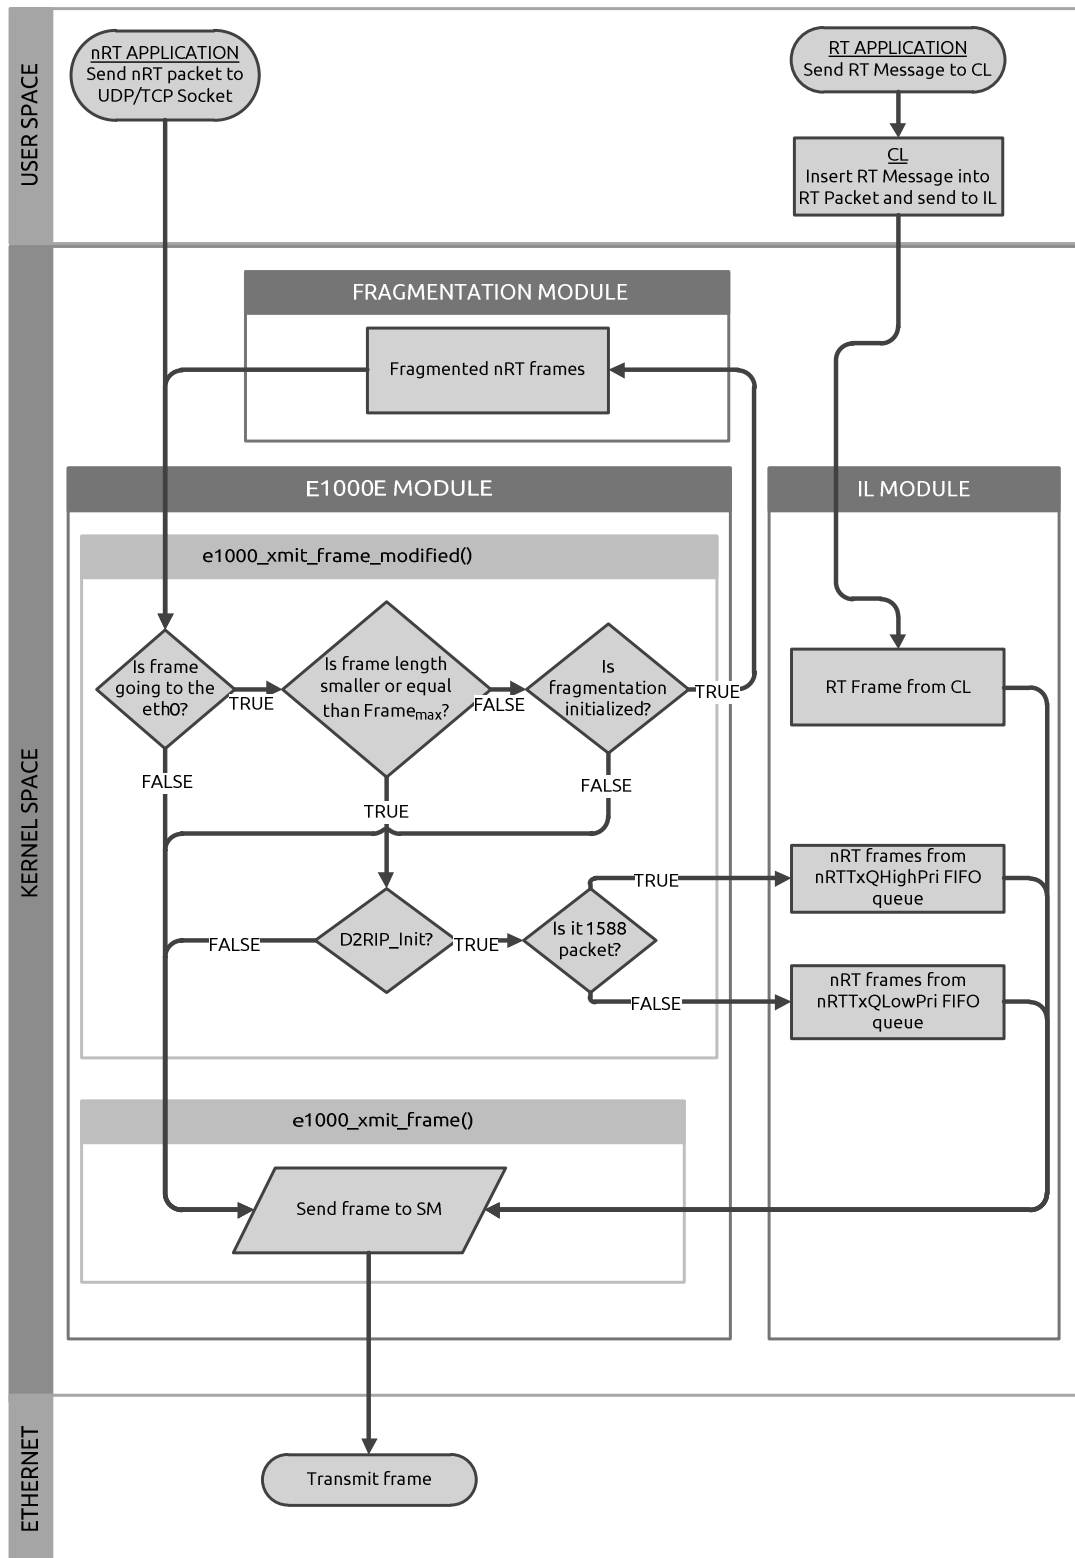 USER SPACE
nRT APPLICATION
Send nRT packet to
UDP/TCP Socket
RT APPLICATION
Send RT Message to CL
CL
Insert RT Message into
RT Packet and send to IL
KERNEL SPACE
FRAGMENTATION MODULE
Fragmented nRT frames
E1000E MODULE
IL MODULE
e1000_xmit_frame_modified()
Is frame
going to the
eth0?
TRUE
FALSE
Is frame length
smaller or equal
than Framemax?
FALSE
TRUE
Is
fragmentation
initialized?
TRUE
FALSE
RT Frame from CL
D2RIP_Init?
FALSE
TRUE
Is it 1588
packet?
TRUE
FALSE
nRT frames from
nRTTxQHighPri FIFO
queue
nRT frames from
nRTTxQLowPri FIFO
queue
e1000_xmit_frame()
Send frame to SM
ETHERNET
Transmit frame